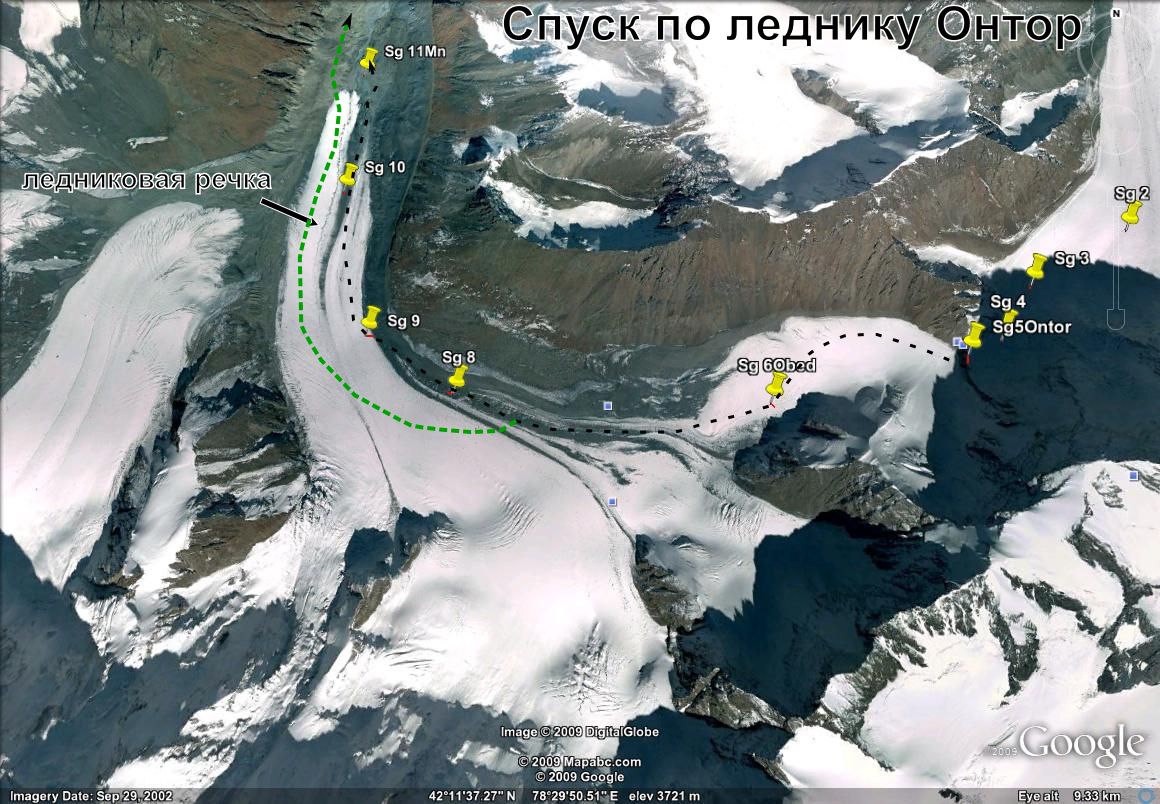 Спуск по леднику Онтор
N
Sg 11Mn
Sg 10
ледниковая речка
Sg 2
Sg 3
Sg 4
Sg5Ontor
Sg 9
Sg 8
Sg 6Obed
Image © 2009 DigitalGlobe
© 2009 Mapabc.com
© 2009 Google
©2009 Google
Imagery Date: Sep 29, 2002
42°11'37.27" N 78°29'50.51" E elev 3721 m
Eye alt 9.33 km